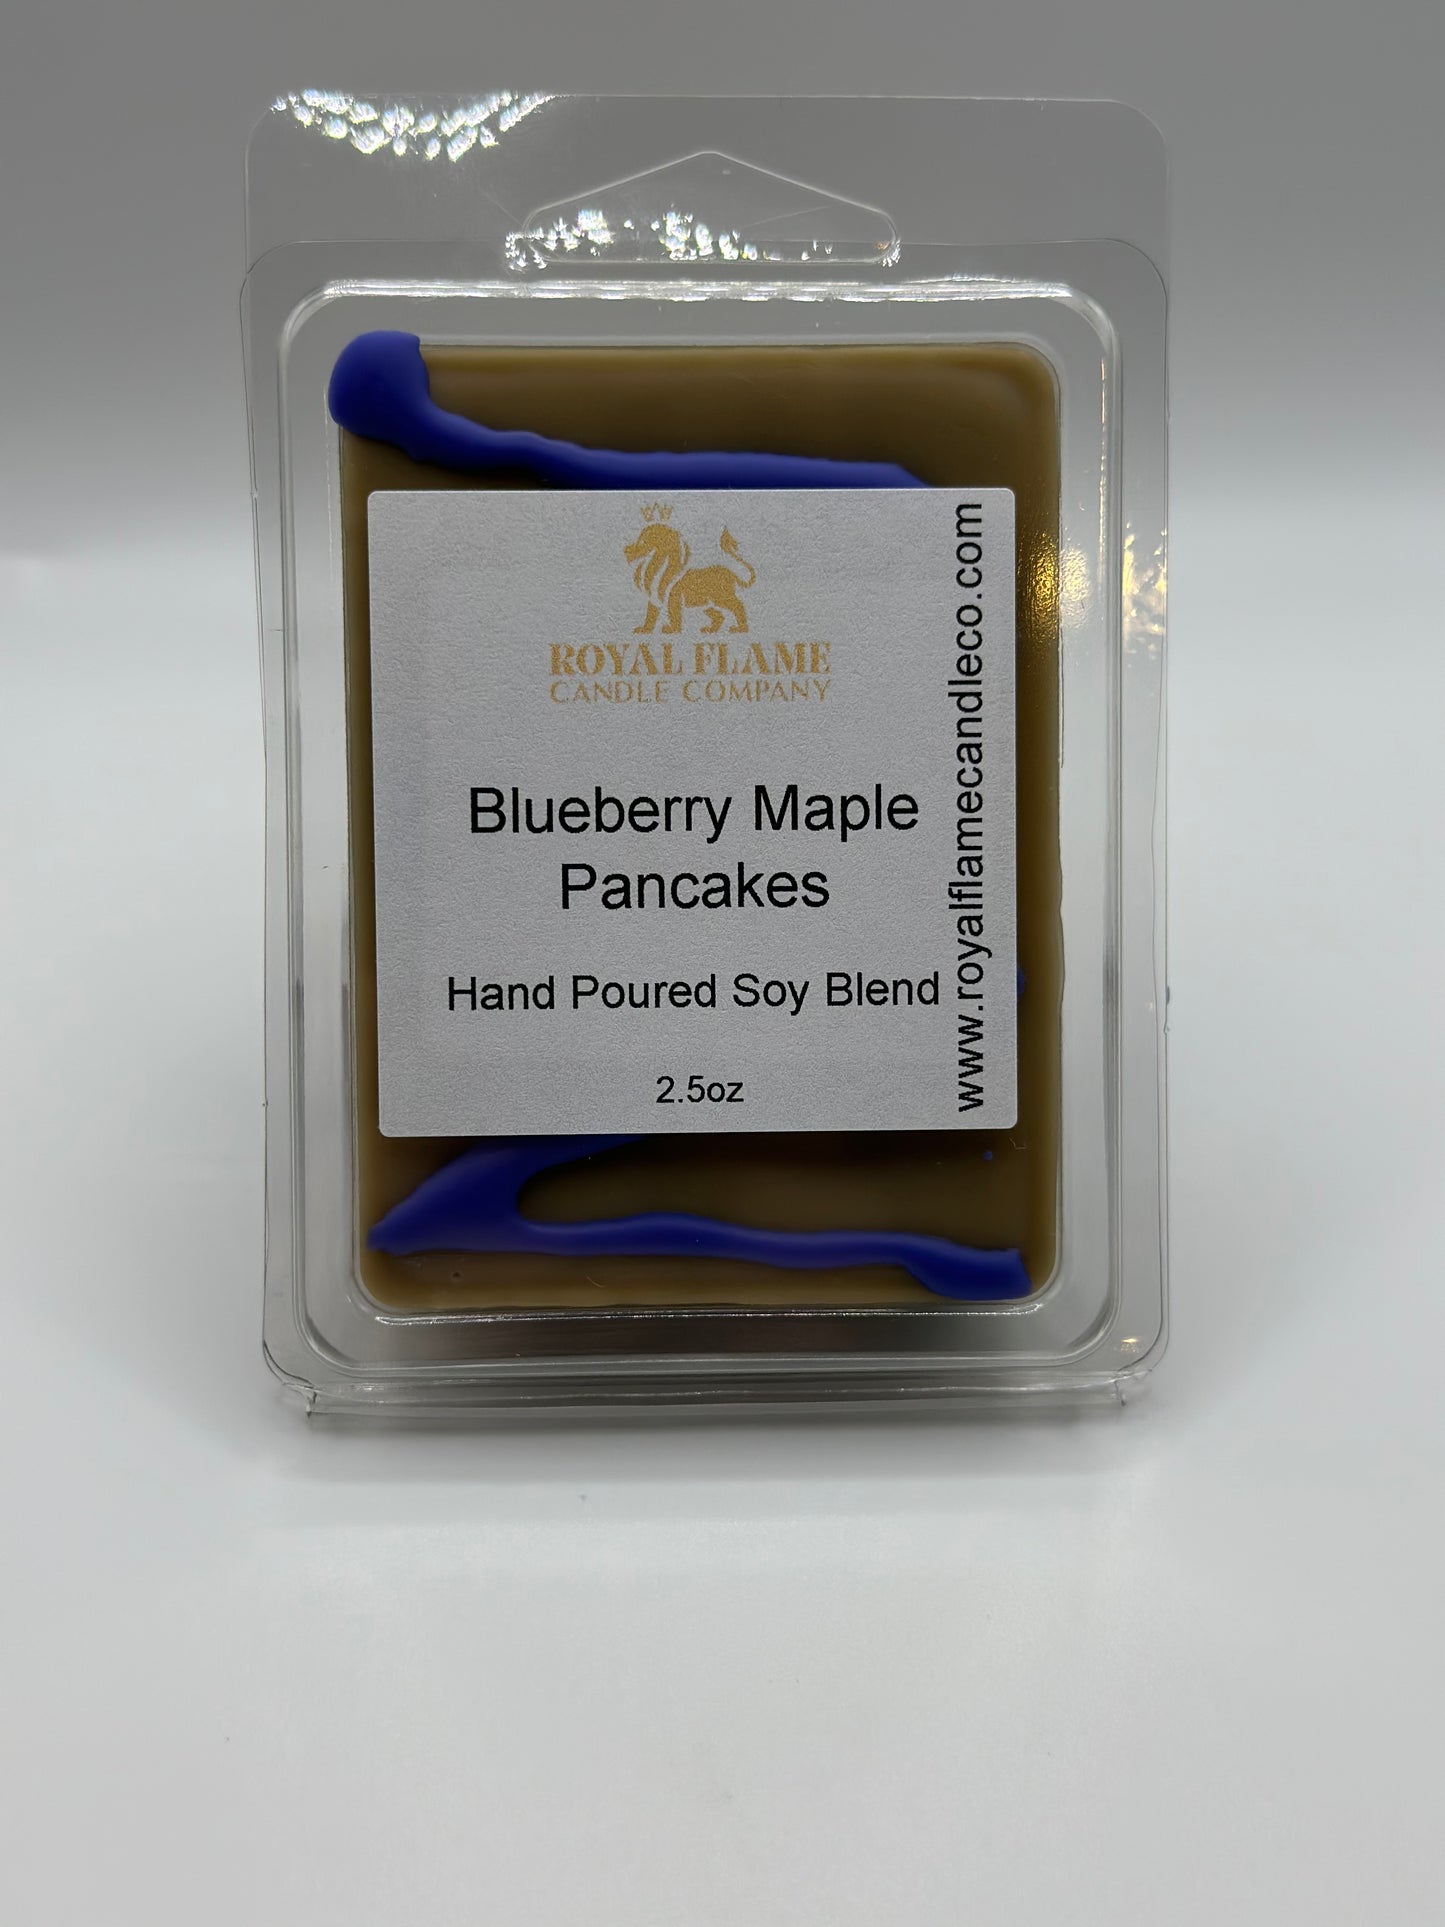 ROYAL FLAME
CANDLE COMPANY
Blueberry Maple
Pancakes
Hand Poured Soy Blend
2.5oz
www.royalflamecandleco.com